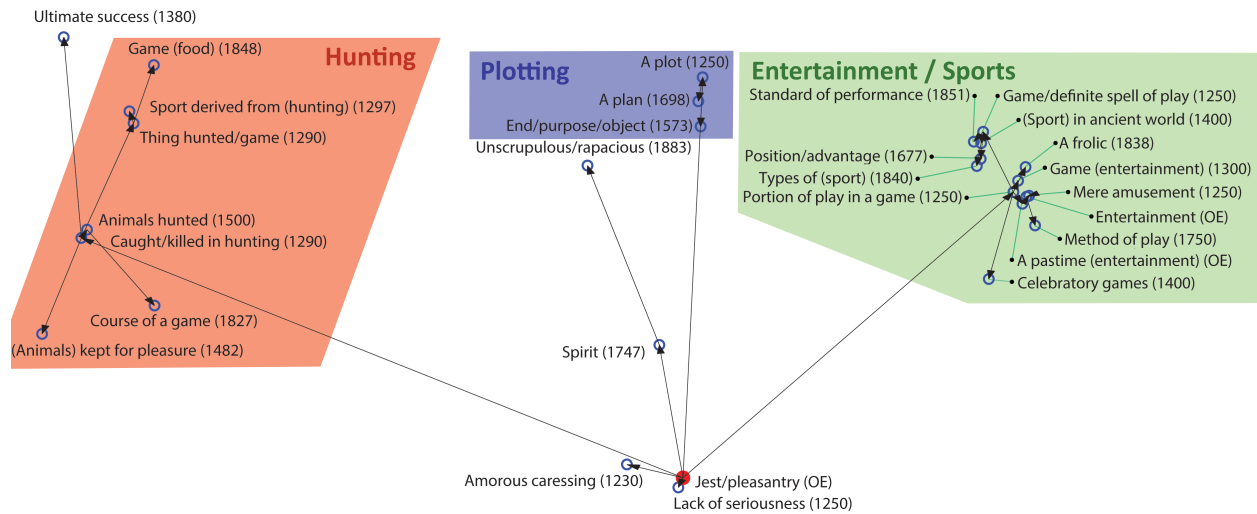 Ultimate success (1380)
Hunting
Game (food) (1848)
Sport derived from (hunting) (1297)
Thing hunted/game (1290)
Animals hunted (1500)
Caught/killed in hunting (1290)
Course of a game (1827)
(Animals) kept for pleasure (1482)
Plotting
A plot (1250)
A plan (1698)
End/purpose/object (1573)
Unscrupulous/rapacious (1883)
Spirit (1747)
Amorous caressing (1230)
Jest/pleasantry (OE)
Lack of seriousness (1250)
Entertainment / Sports
Standard of performance (1851)
Game/definite spell of play (1250)
(Sport) in ancient world (1400)
A frolic (1838)
Position/advantage (1677)
Game (entertainment) (1300)
Types of (sport) (1840)
Mere amusement (1250)
Portion of play in a game (1250)
Entertainment (OE)
Method of play (1750)
A pastime (entertainment) (OE)
Celebratory games (1400)